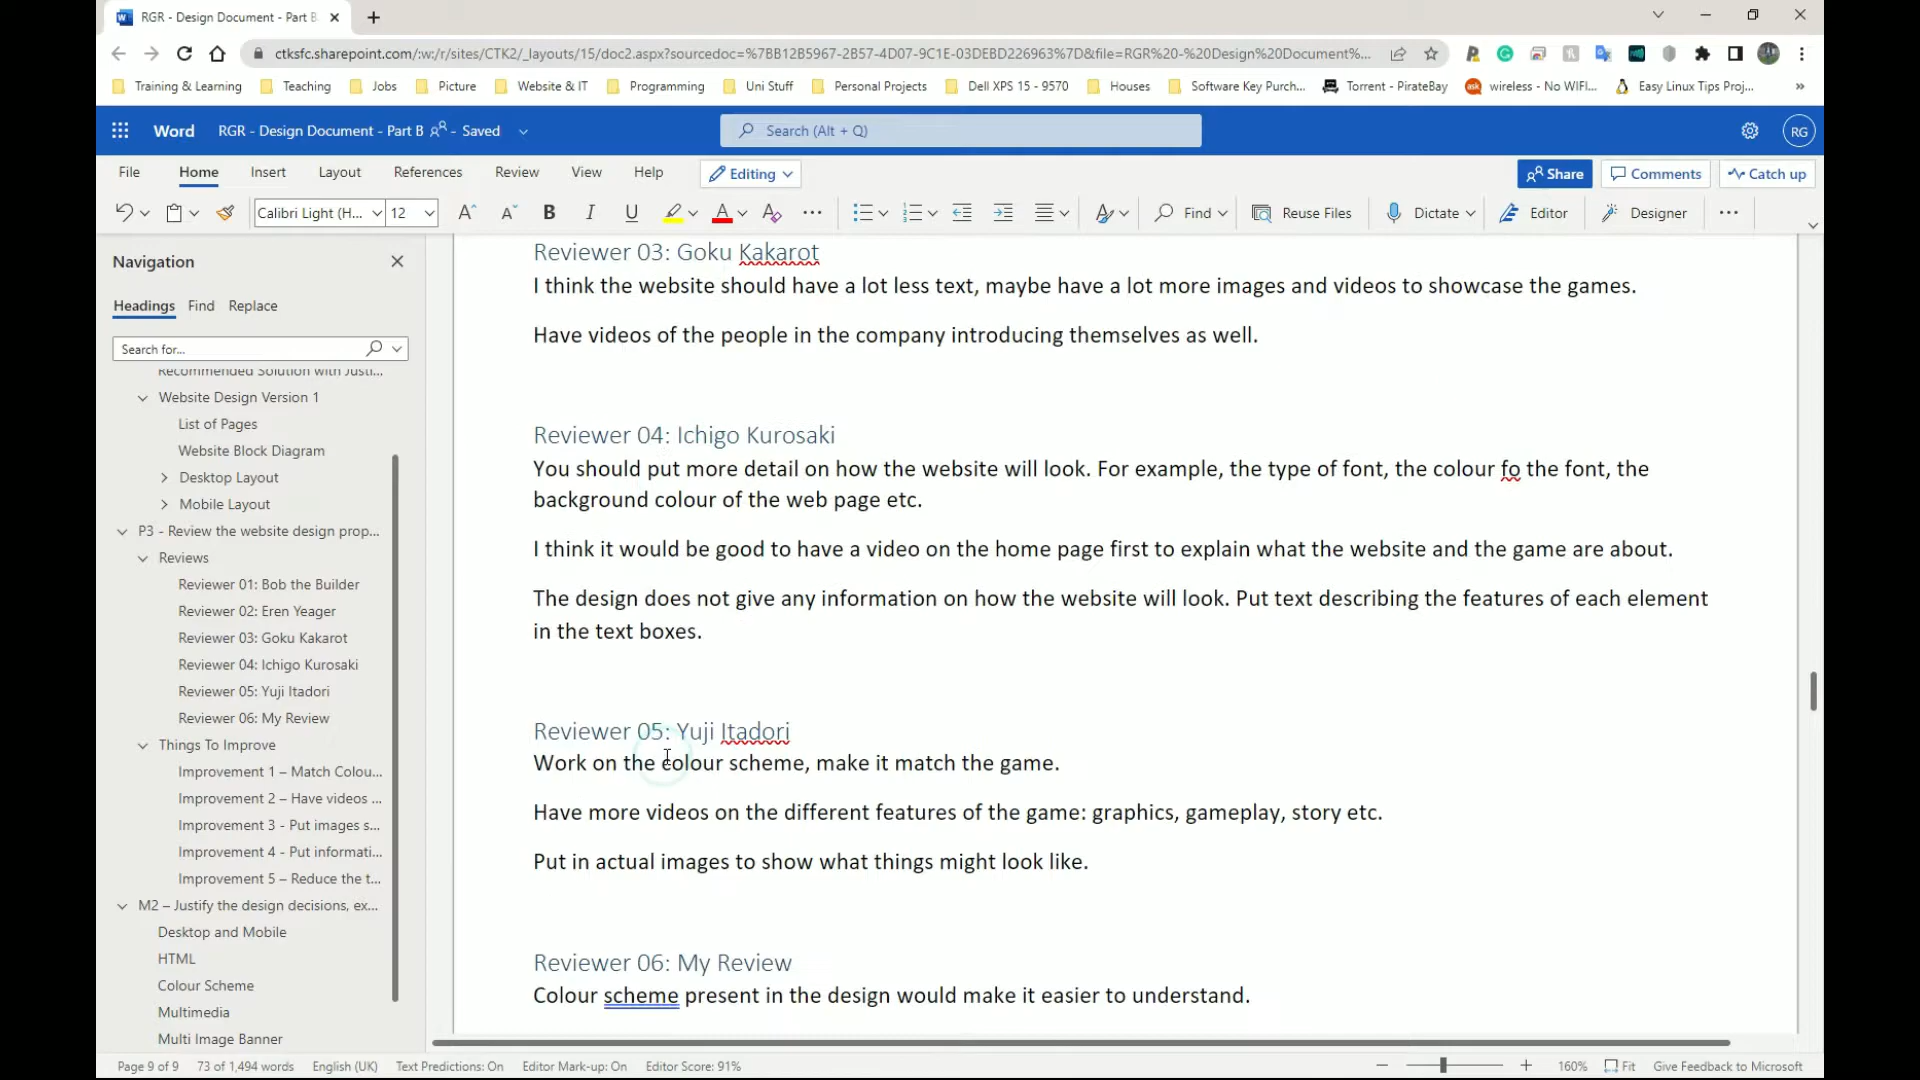 RGR - Design Document - Part B
ctksfc.sharepoint.com/:w:/r/sites/CTK2/_layouts/15/doc2.aspx?sourcedoc=%7BB12B5967-2B57-4D07-9C1E-03DEBD226963%7D&file=RGR%20-%20Design%20Document%...
Training & Learning Teaching Jobs Picture Website & IT Programming Uni Stuff Personal Projects Dell XPS 15 - 9570 Houses Software Key Purch... Torrent - PirateBay wireless - No WIFI... Easy Linux Tips Proj... »
Word RGR - Design Document - Part B - Saved Search (Alt + Q) RG
File Home Insert Layout References Review View Help Editing Share Comments Catch up
Calibri Light (H... 12 A A B I U A A Find Reuse Files Dictate Editor Designer
Navigation
Headings Find Replace
Search for...
Recommended Solution with Justi...
Website Design Version 1
List of Pages
Website Block Diagram
Desktop Layout
Mobile Layout
P3 - Review the website design prop...
Reviews
Reviewer 01: Bob the Builder
Reviewer 02: Eren Yeager
Reviewer 03: Goku Kakarot
Reviewer 04: Ichigo Kurosaki
Reviewer 05: Yuji Itadori
Reviewer 06: My Review
Things To Improve
Improvement 1 – Match Colou...
Improvement 2 – Have videos ...
Improvement 3 - Put images s...
Improvement 4 - Put informati...
Improvement 5 – Reduce the t...
M2 – Justify the design decisions, ex...
Desktop and Mobile
HTML
Colour Scheme
Multimedia
Multi Image Banner
Reviewer 03: Goku Kakarot
I think the website should have a lot less text, maybe have a lot more images and videos to showcase the games.
Have videos of the people in the company introducing themselves as well.
Reviewer 04: Ichigo Kurosaki
You should put more detail on how the website will look. For example, the type of font, the colour fo the font, the
background colour of the web page etc.
I think it would be good to have a video on the home page first to explain what the website and the game are about.
The design does not give any information on how the website will look. Put text describing the features of each element
in the text boxes.
Reviewer 05: Yuji Itadori
Work on the colour scheme, make it match the game.
Have more videos on the different features of the game: graphics, gameplay, story etc.
Put in actual images to show what things might look like.
Reviewer 06: My Review
Colour scheme present in the design would make it easier to understand.
Page 9 of 9 73 of 1,494 words English (UK) Text Predictions: On Editor Mark-up: On Editor Score: 91% 160% Fit Give Feedback to Microsoft